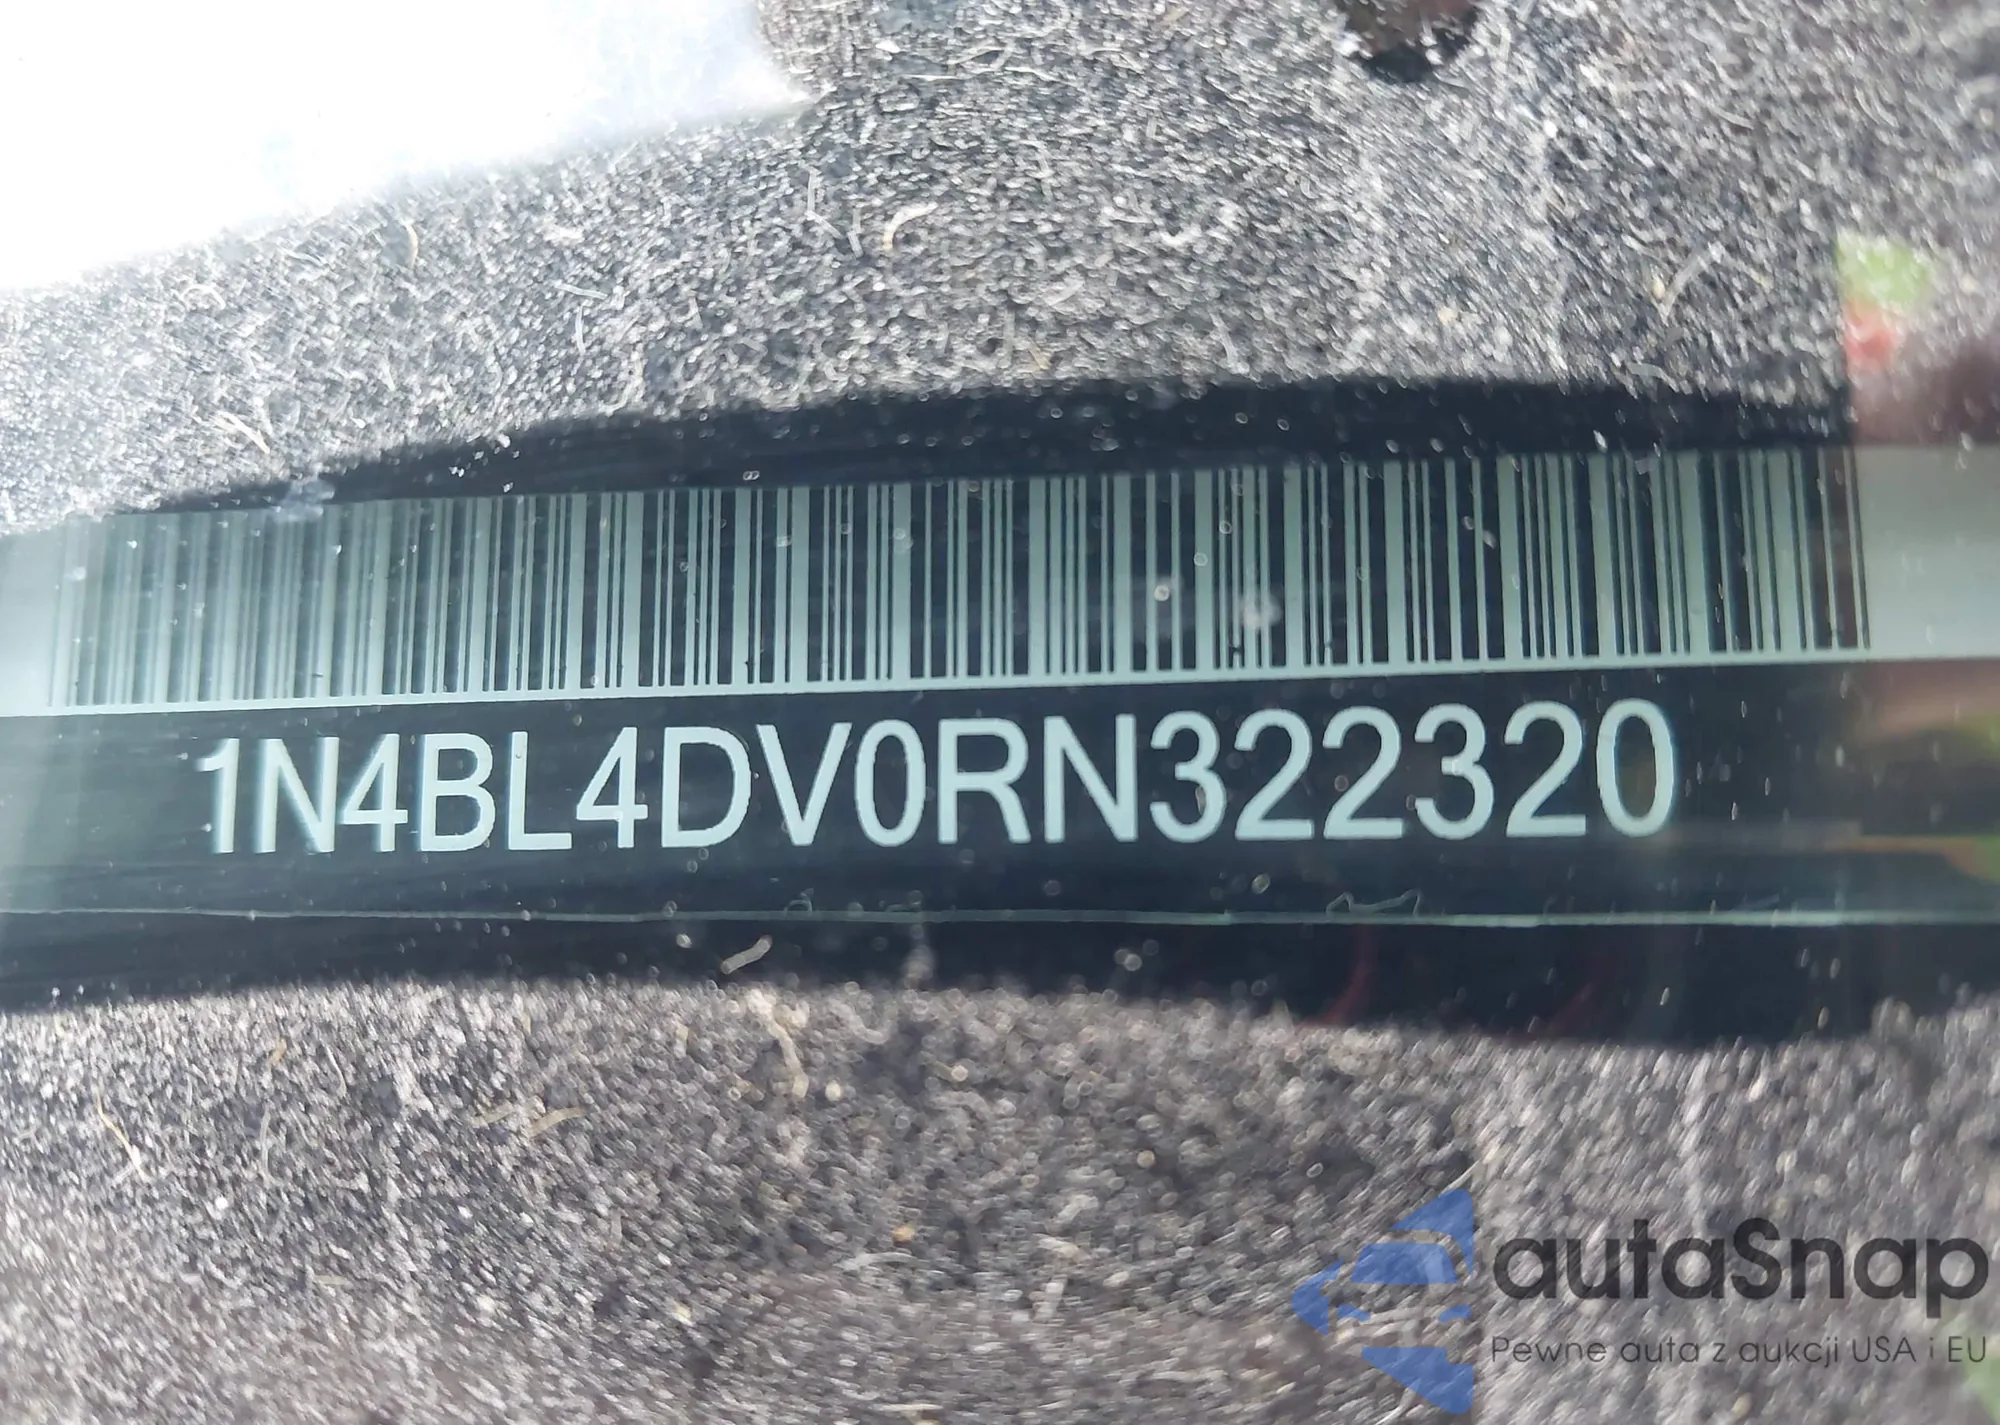 1N4BL4DV0RN322320
autaSnap
Pewne auta z aukcji USA i EU